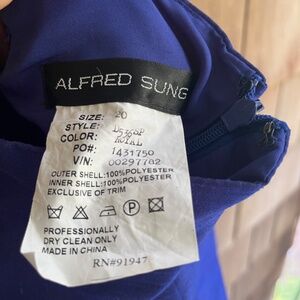 ALFRED SUNG
SIZE: 20
STYLE:
COLOR: ROYAL
PO#: 1431750
V/N: 00297782
OUTER SHELL:100%POLYESTER
INNER SHELL:100%POLYESTER
EXCLUSIVE OF TRIM
P
PROFESSIONALLY
DRY CLEAN ONLY
MADE IN CHINA
RN#91947